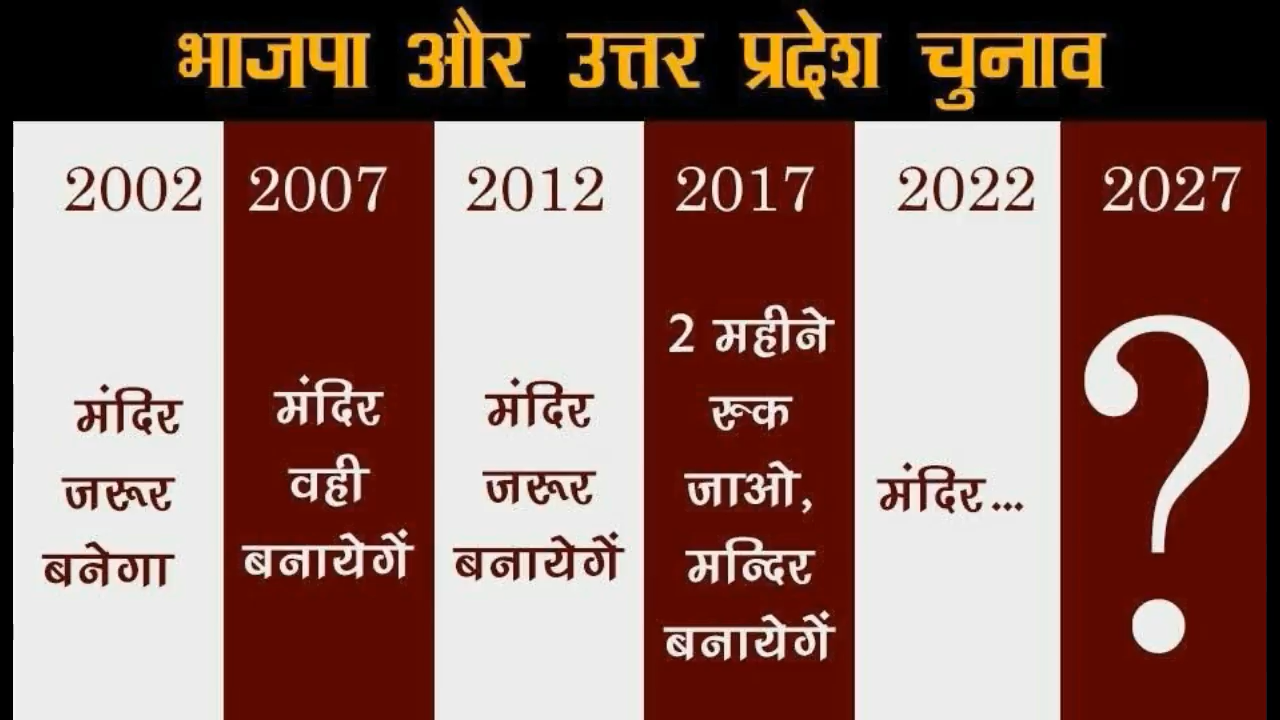 भाजपा और उत्तर प्रदेश चुनाव
2002
मंदिर
जरूर
बनेगा
2007
मंदिर
वही
बनायेगें
2012
मंदिर
जरूर
बनायेगें
2017
2 महीने
रूक
जाओ,
मन्दिर
बनायेगें
2022
मंदिर...
2027
?